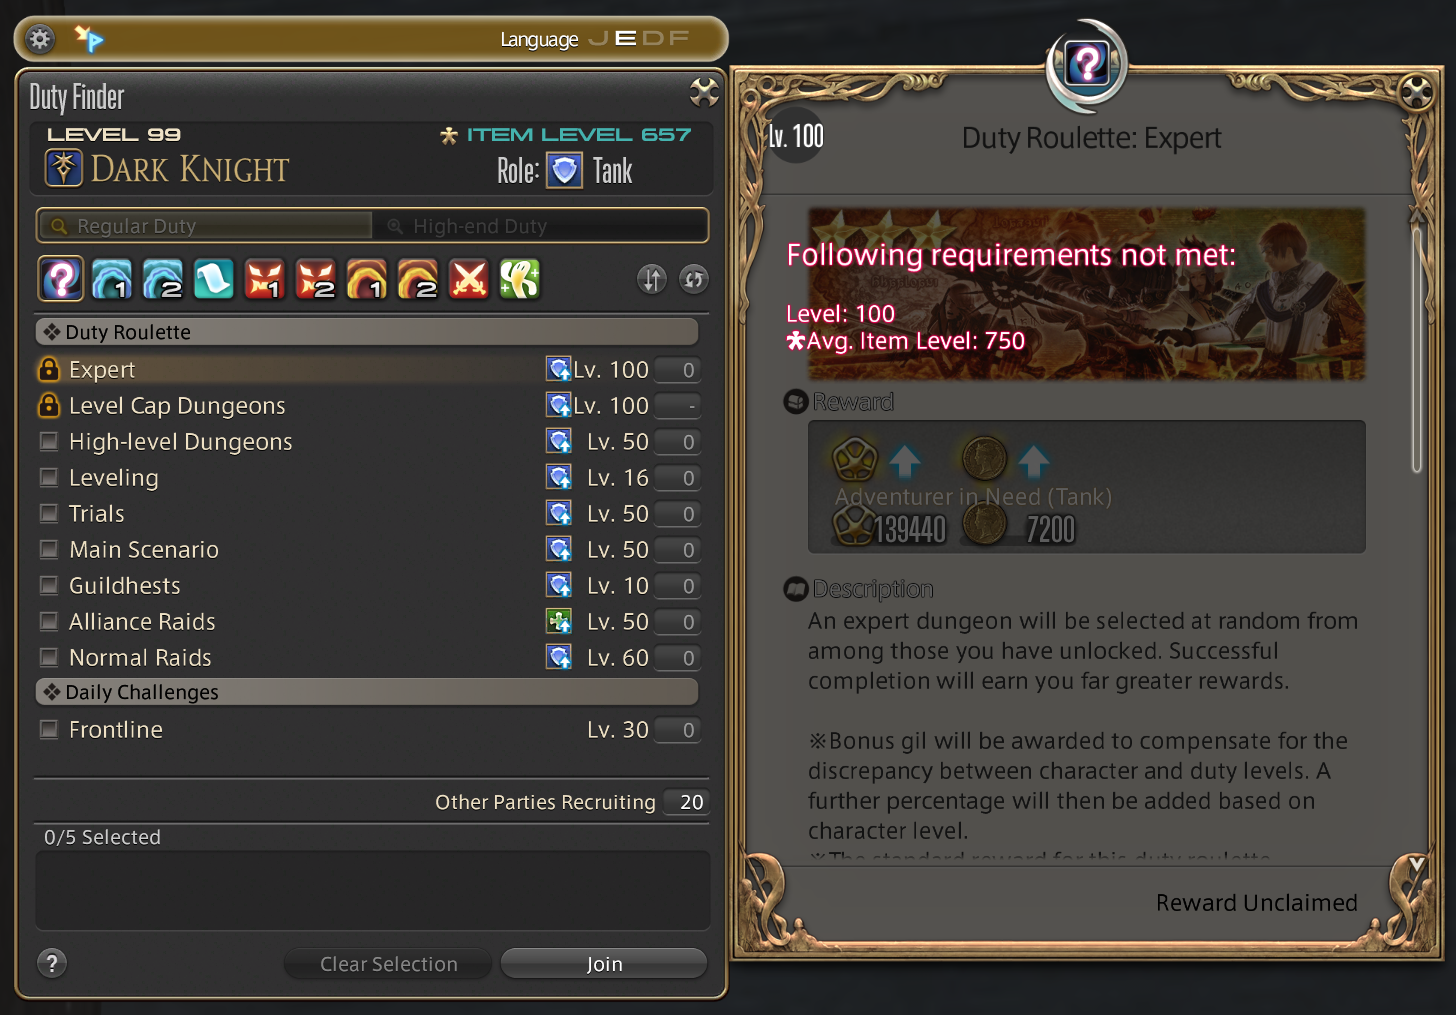 Language J E D F
Duty Finder
LEVEL 99
ITEM LEVEL 657
DARK KNIGHT
Role: Tank
Regular Duty
High-end Duty
1 2 1 2 1 2
Duty Roulette
Expert Lv. 100 0
Level Cap Dungeons Lv. 100 -
High-level Dungeons Lv. 50 0
Leveling Lv. 16 0
Trials Lv. 50 0
Main Scenario Lv. 50 0
Guildhests Lv. 10 0
Alliance Raids Lv. 50 0
Normal Raids Lv. 60 0
Daily Challenges
Frontline Lv. 30 0
Other Parties Recruiting 20
0/5 Selected
?
Clear Selection
Join
?
Lv. 100
Duty Roulette: Expert
Following requirements not met:
Level: 100
Avg. Item Level: 750
Reward
Adventurer in Need (Tank)
139440 7200
Description
An expert dungeon will be selected at random from
among those you have unlocked. Successful
completion will earn you far greater rewards.
※Bonus gil will be awarded to compensate for the
discrepancy between character and duty levels. A
further percentage will then be added based on
character level.
※The standard reward for this duty roulette
Reward Unclaimed